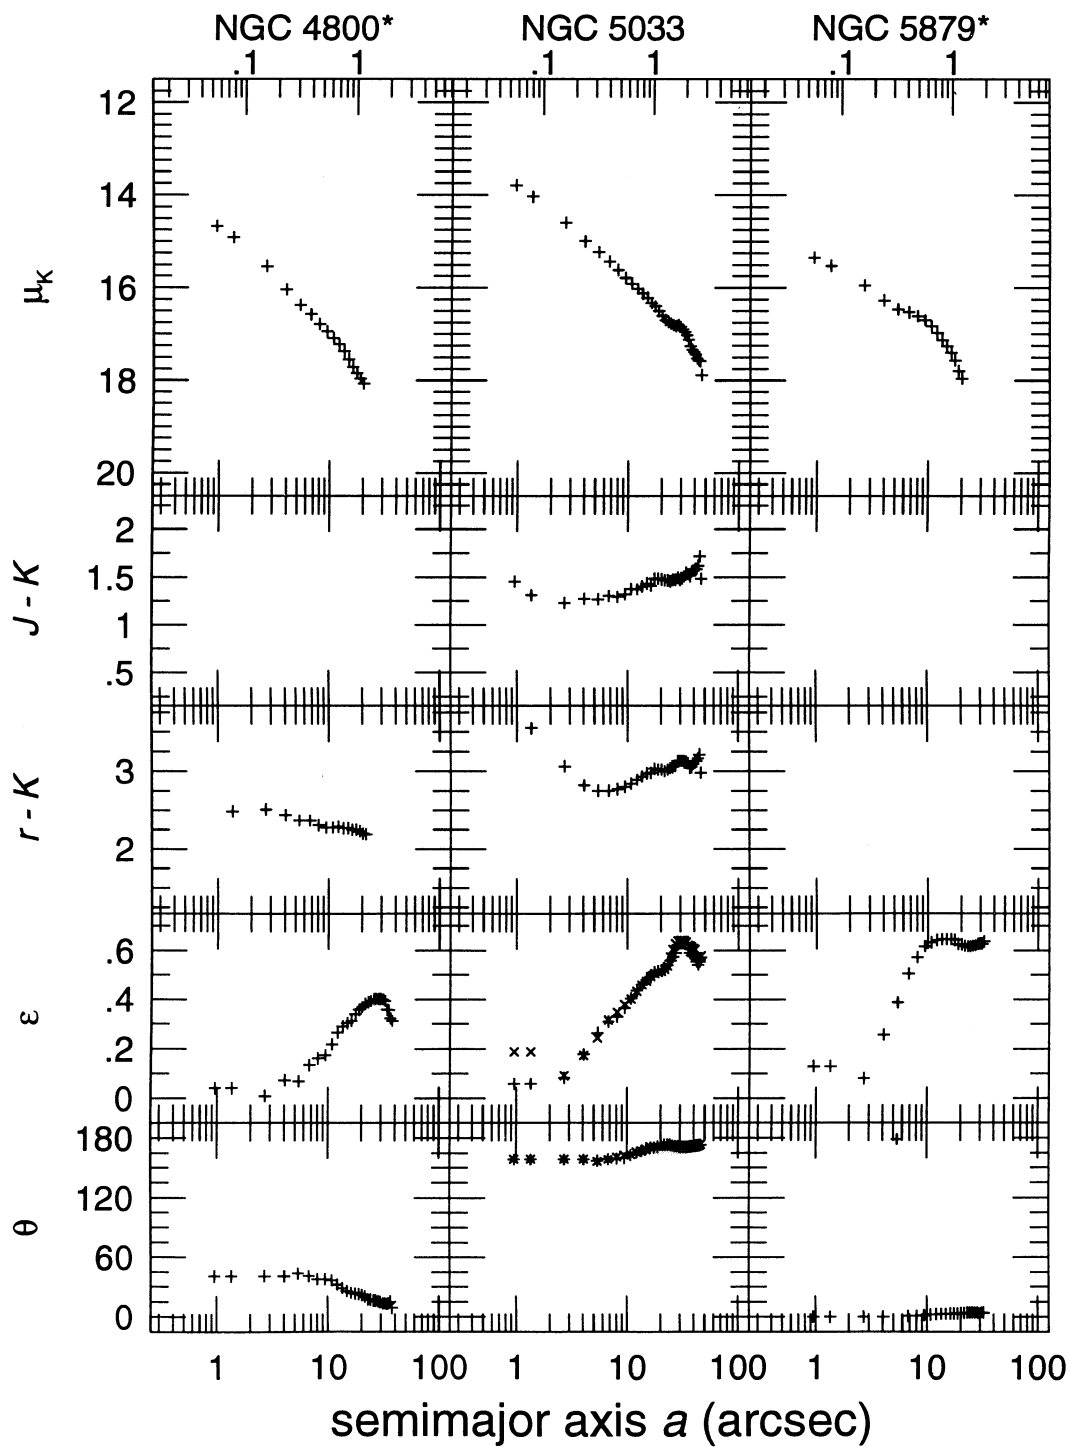 NGC 4800* NGC 5033 NGC 5879*
.1 1 .1 1 .1 1
12
14
μK
16
18
20
2
J - K
1.5
1
.5
3
r - K
2
.6
ε
.4
.2
0
180
120
θ
60
0
1 10 100 1 10 100 1 10 100
semimajor axis a (arcsec)